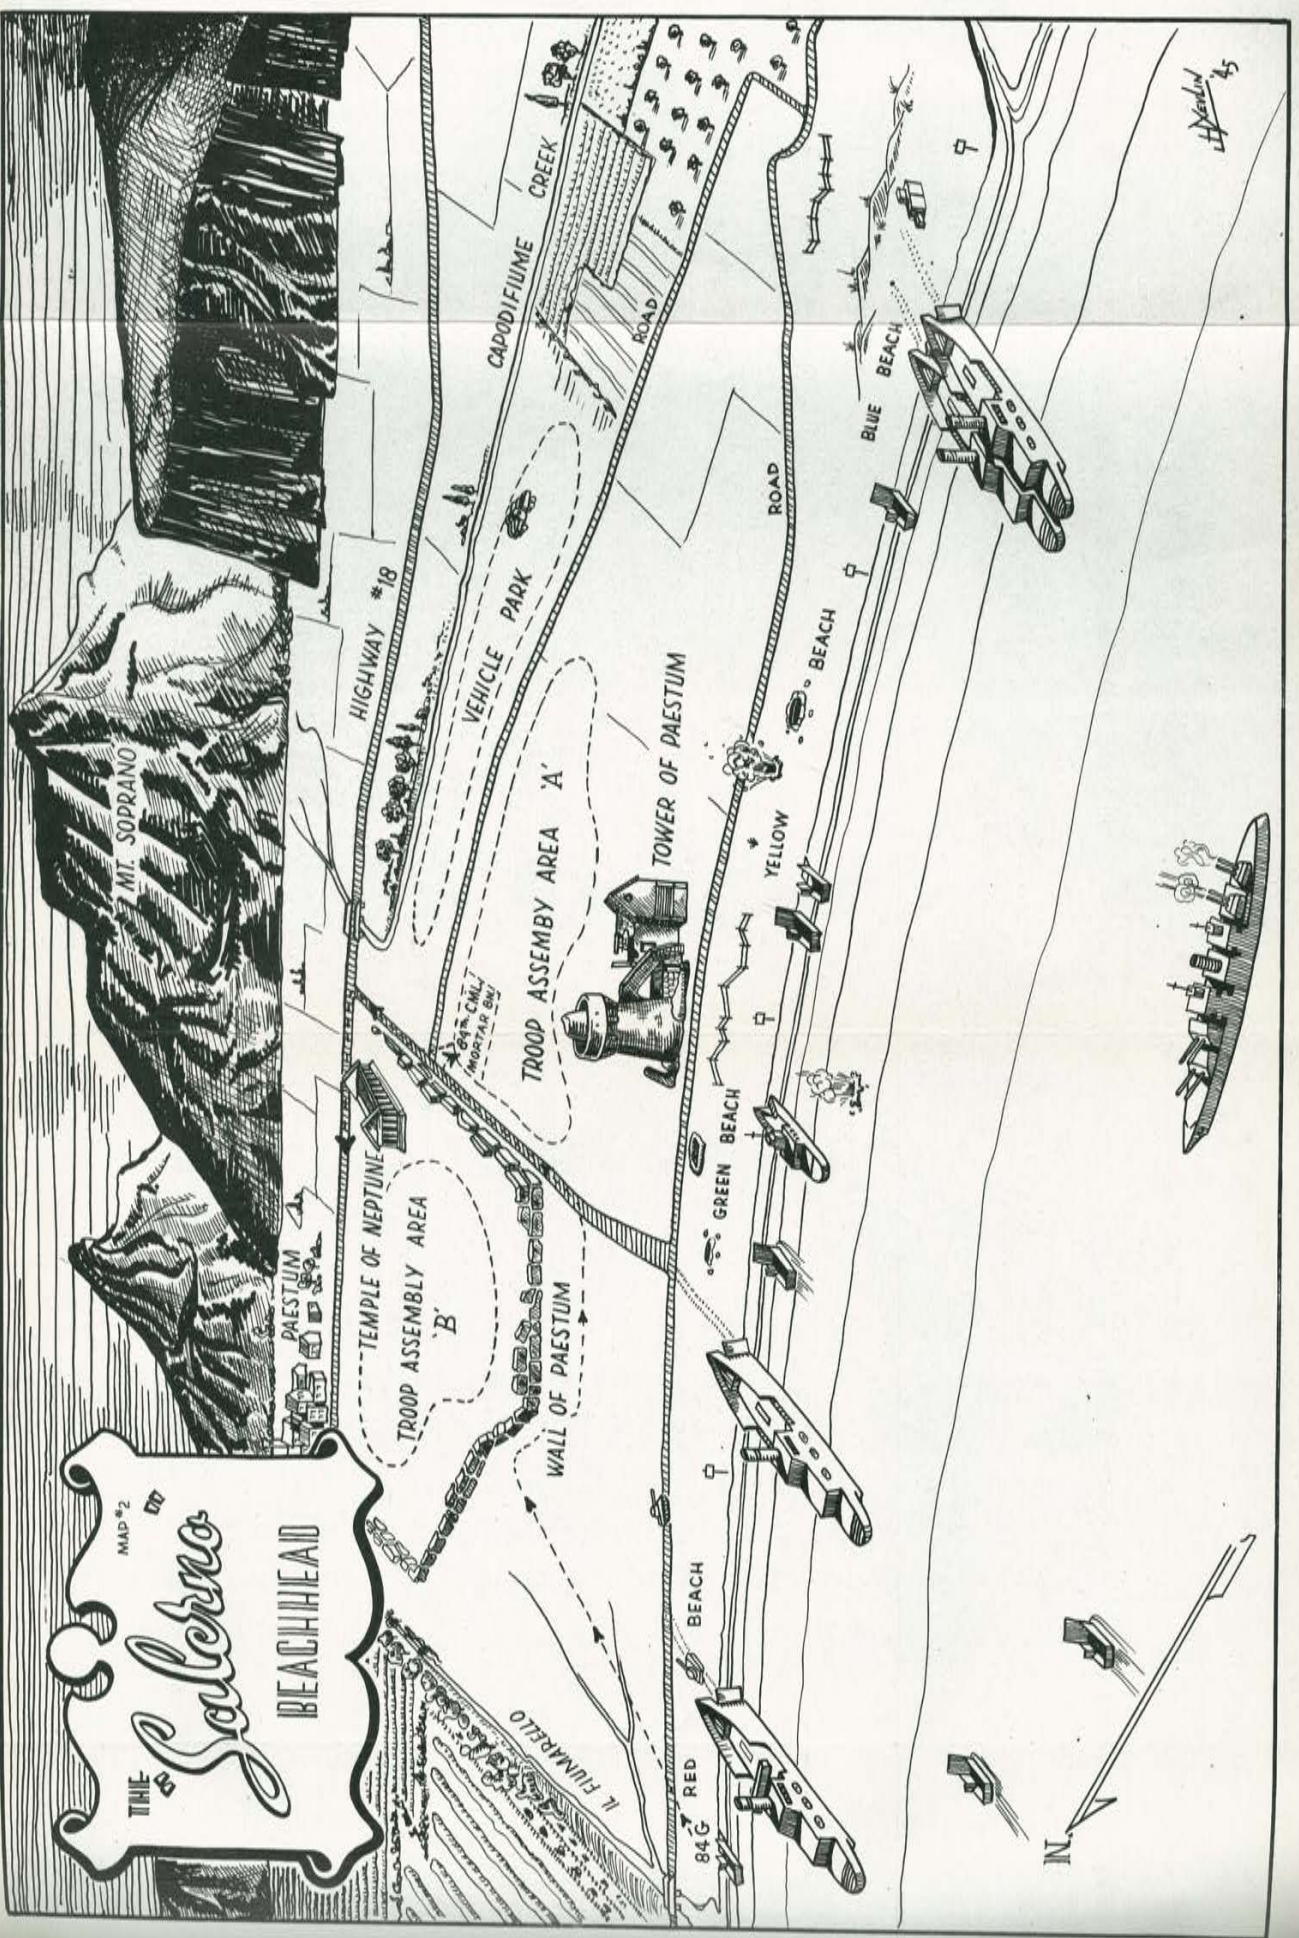 MAP #2
THE
Salerno
BEACHHEAD
MT. SOPRANO
PAESTUM
HIGHWAY #18
CAPODIFIUME CREEK
TEMPLE OF NEPTUNE
TROOP ASSEMBY AREA
'B'
VEHICLE PARK
84TH CML.
MORTAR BN.
TROOP ASSEMBY AREA 'A'
ROAD
WALL OF PAESTUM
TOWER OF PAESTUM
ROAD
IL FIUMARELLO
84G
RED BEACH
GREEN BEACH
YELLOW BEACH
BLUE BEACH
N.
'45